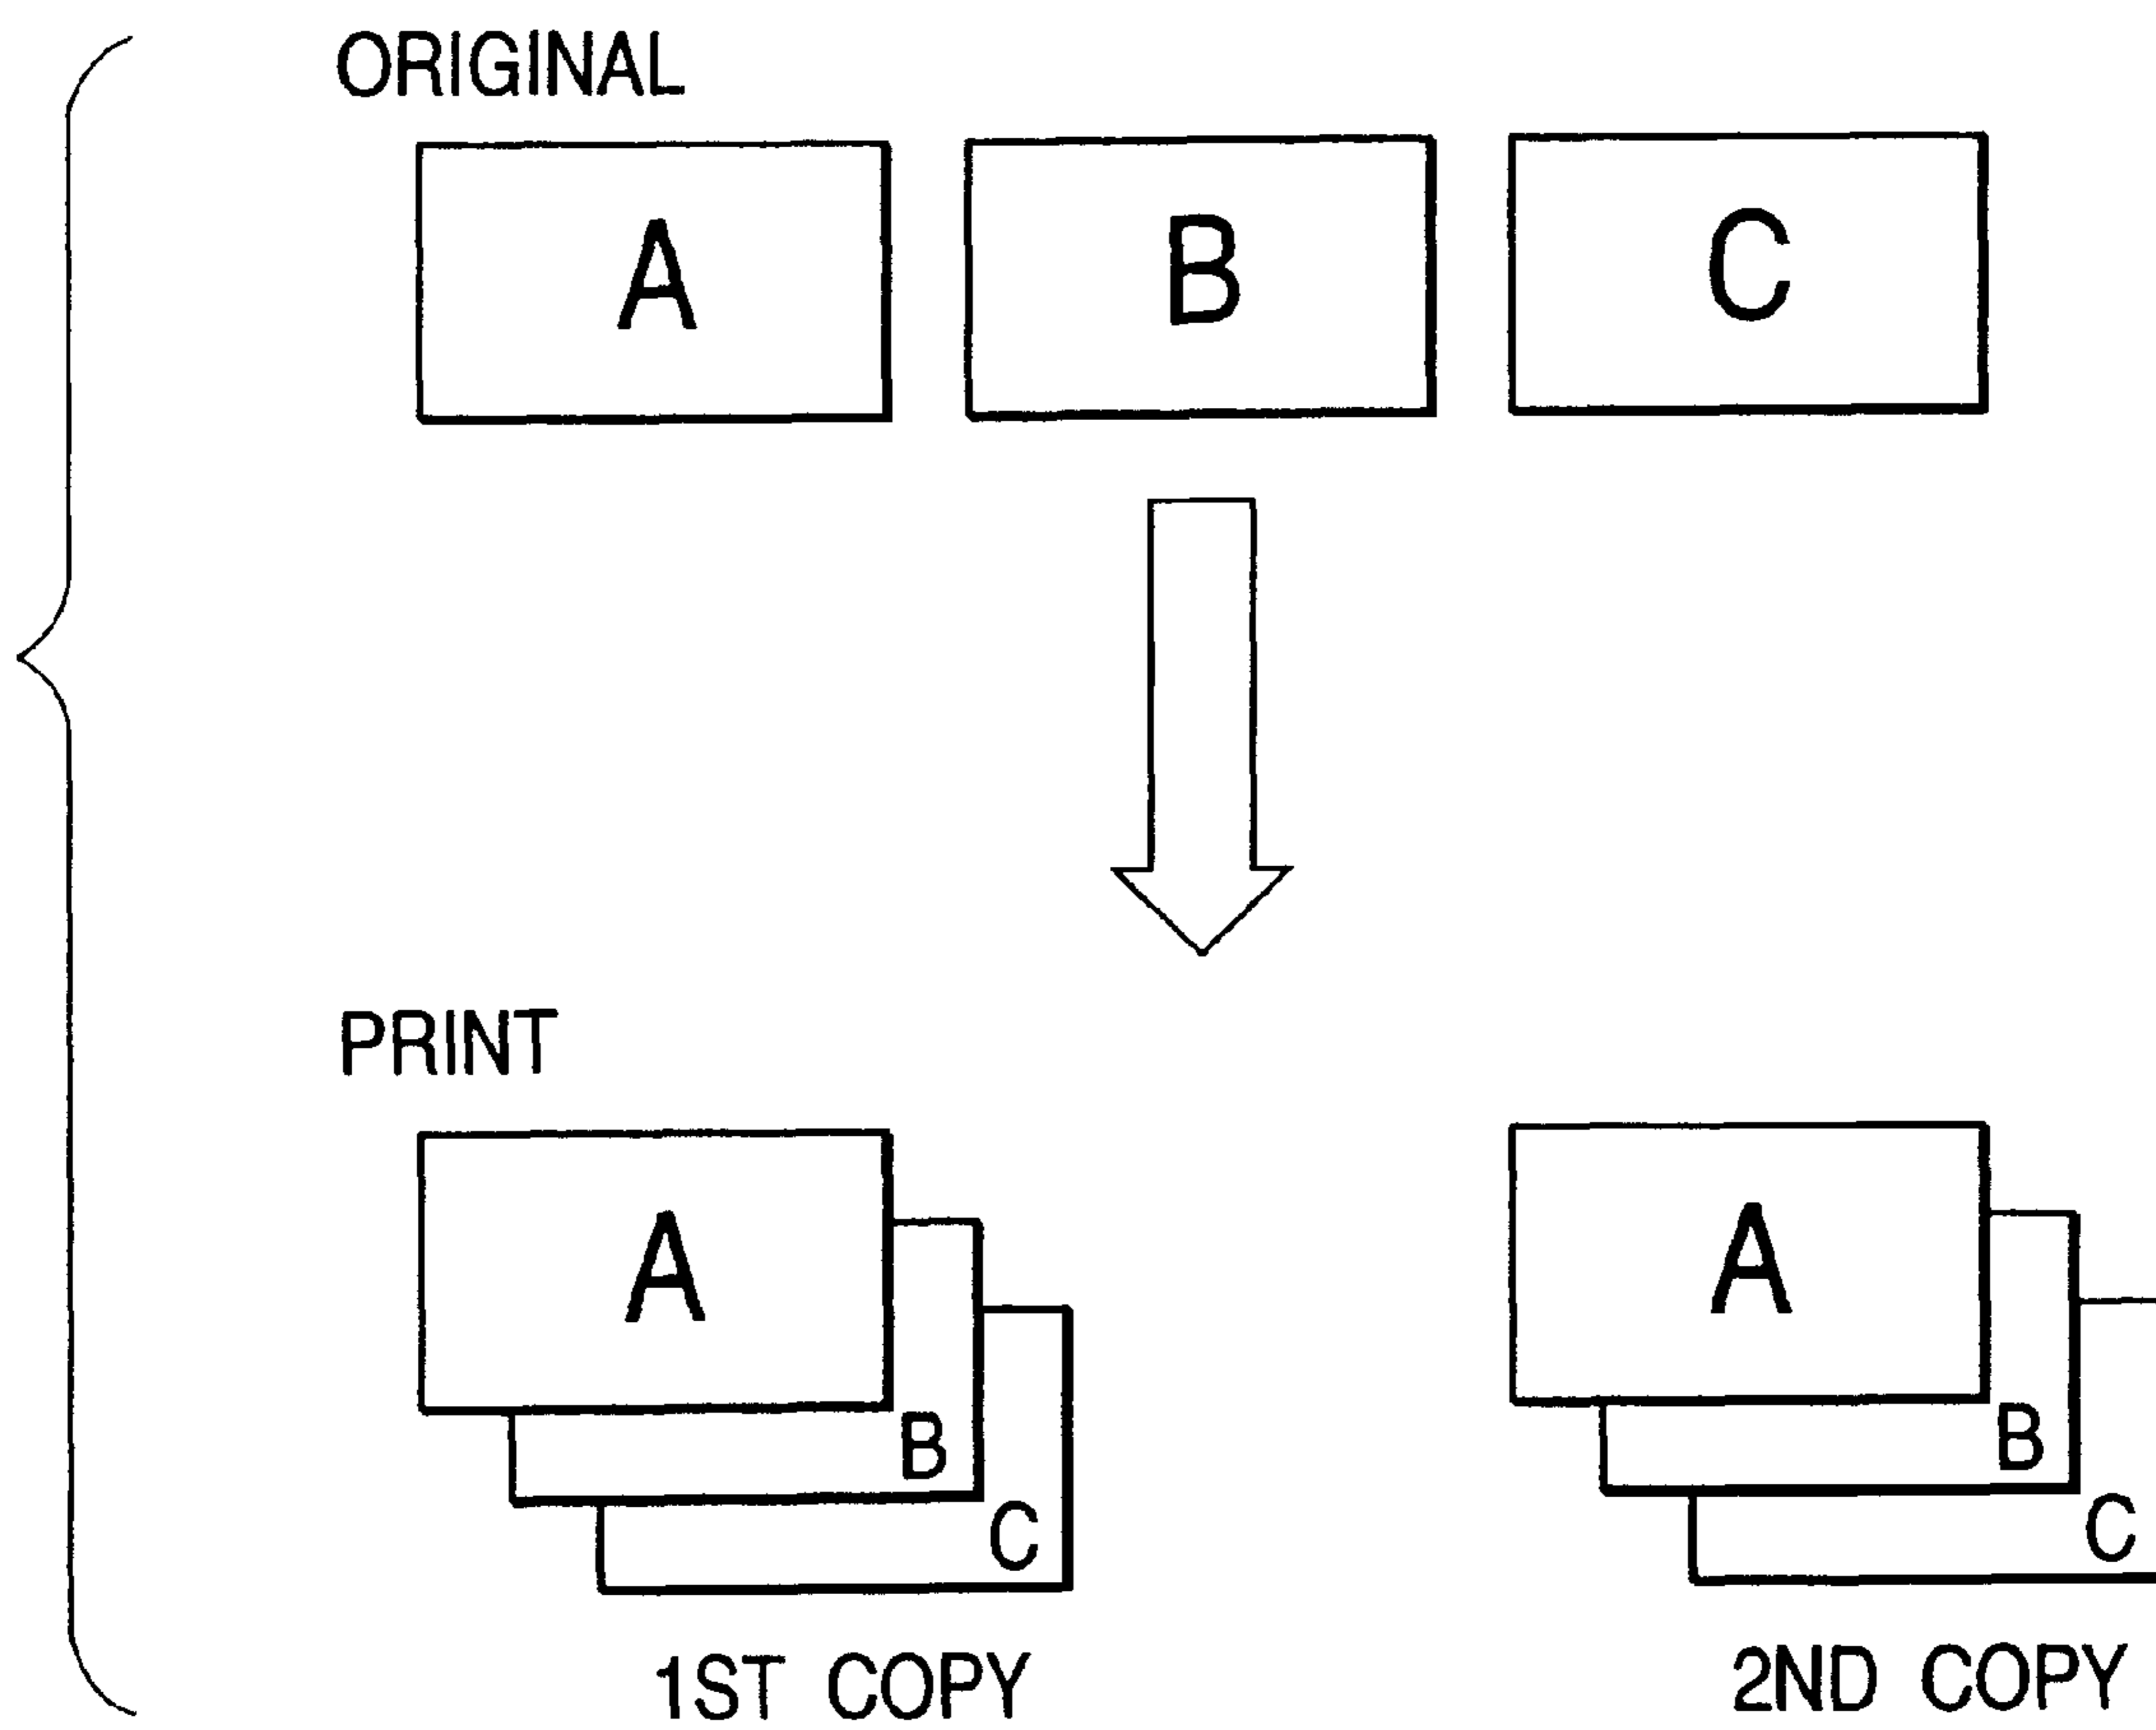 ORIGINAL
A B C
PRINT
A A
B B
C C
1ST COPY 2ND COPY